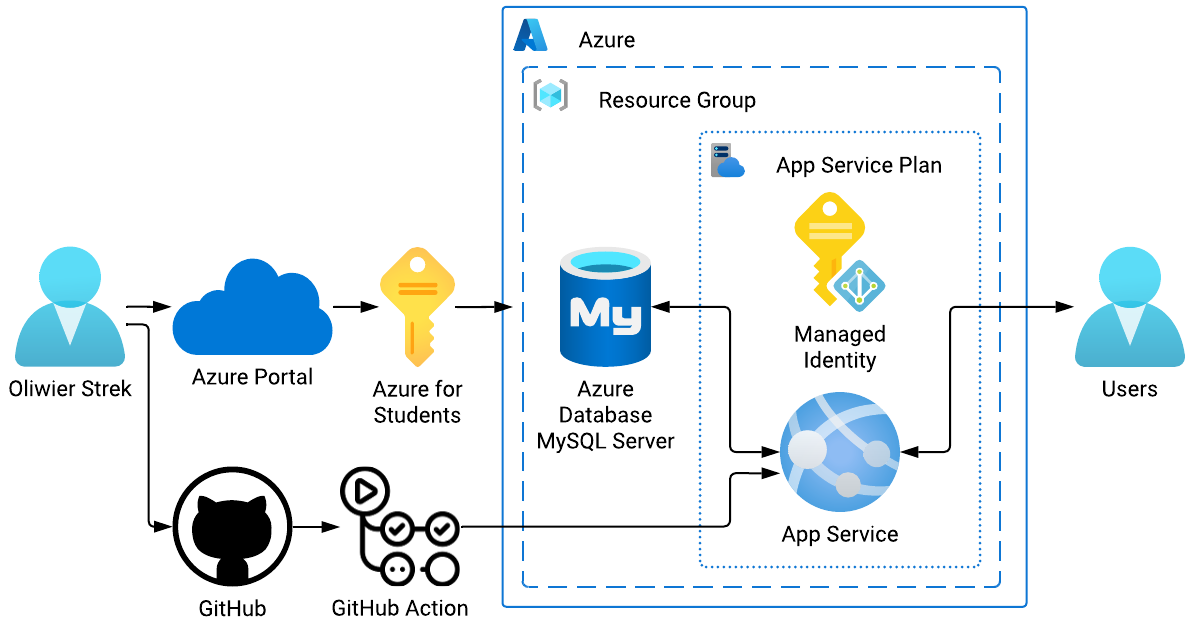 Azure
Resource Group
App Service Plan
My
Managed
Identity
Oliwier Strek
Azure Portal
Azure for
Students
Azure
Database
MySQL Server
Users
App Service
GitHub
GitHub Action